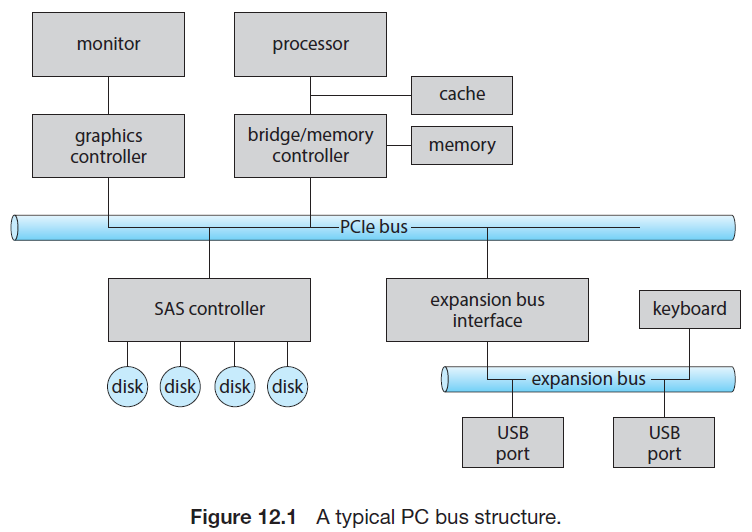 monitor
processor
cache
graphics
controller
bridge/memory
controller
memory
PCIe bus
SAS controller
expansion bus
interface
keyboard
disk
disk
disk
disk
expansion bus
USB
port
USB
port
Figure 12.1 A typical PC bus structure.